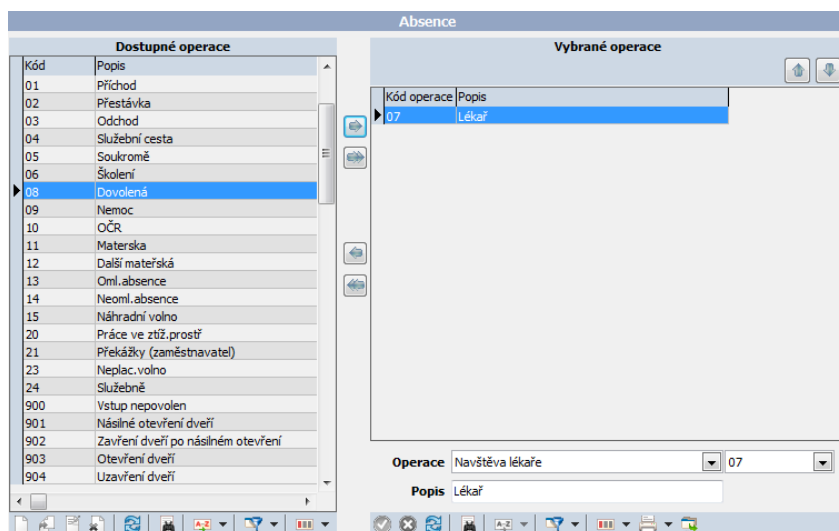 Absence
Dostupné operace
Kód Popis
01 Příchod
02 Přestávka
03 Odchod
04 Služební cesta
05 Soukromě
06 Školení
08 Dovolená
09 Nemoc
10 OČR
11 Materska
12 Další mateřská
13 Oml.absence
14 Neoml.absence
15 Náhradní volno
20 Práce ve ztíž.prostř
21 Překážky (zaměstnavatel)
23 Neplac.volno
24 Služebně
900 Vstup nepovolen
901 Násilné otevření dveří
902 Zavření dveří po násilném otevření
903 Otevření dveří
904 Uzavření dveří
Vybrané operace
Kód operace Popis
07 Lékař
Operace Navštěva lékaře 07
Popis Lékař